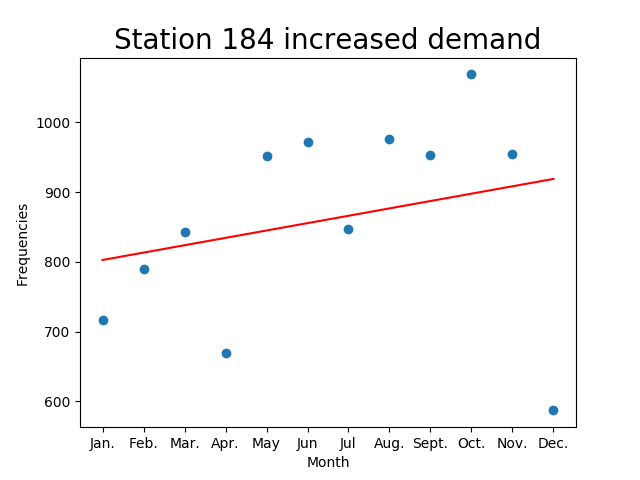 Station 184 increased demand
1000
900
800
700
600
Frequencies
Jan. Feb. Mar. Apr. May Jun Jul Aug. Sept. Oct. Nov. Dec.
Month